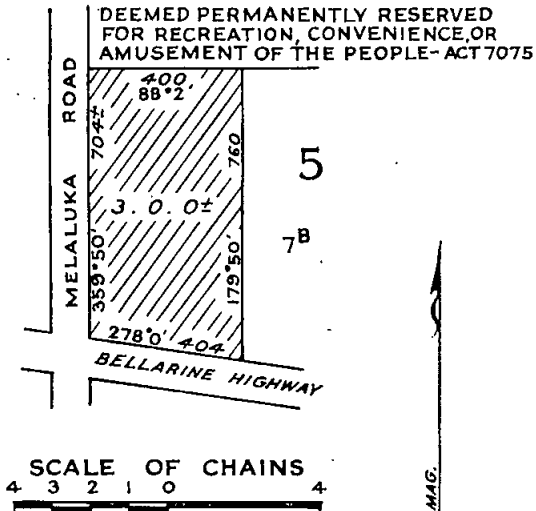 DEEMED PERMANENTLY RESERVED
FOR RECREATION, CONVENIENCE, OR
AMUSEMENT OF THE PEOPLE- ACT 7075
MELALUKA ROAD
400
88°2'
704±
760
5
3. 0. 0±
7B
359°50'
179°50'
278°0' 404
BELLARINE HIGHWAY
SCALE OF CHAINS
4 3 2 1 0 4
MAG.